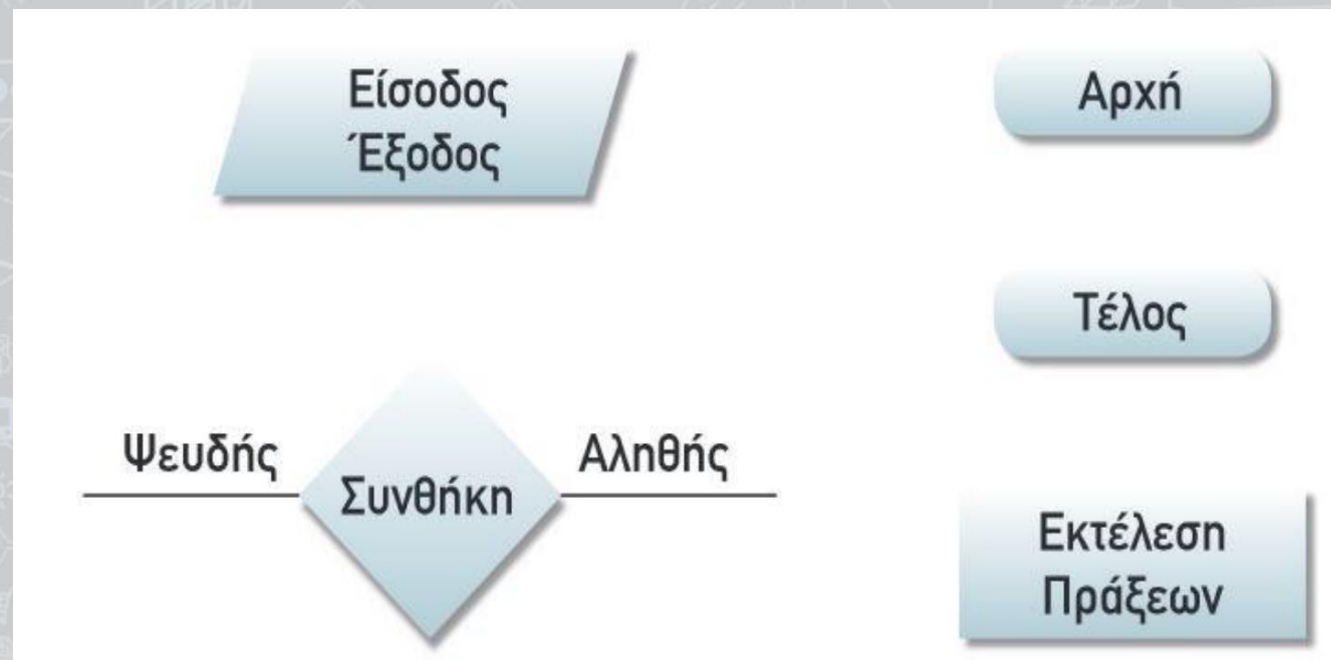 Είσοδος
Έξοδος
Αρχή
Τέλος
Ψευδής
Συνθήκη
Αληθής
Εκτέλεση
Πράξεων